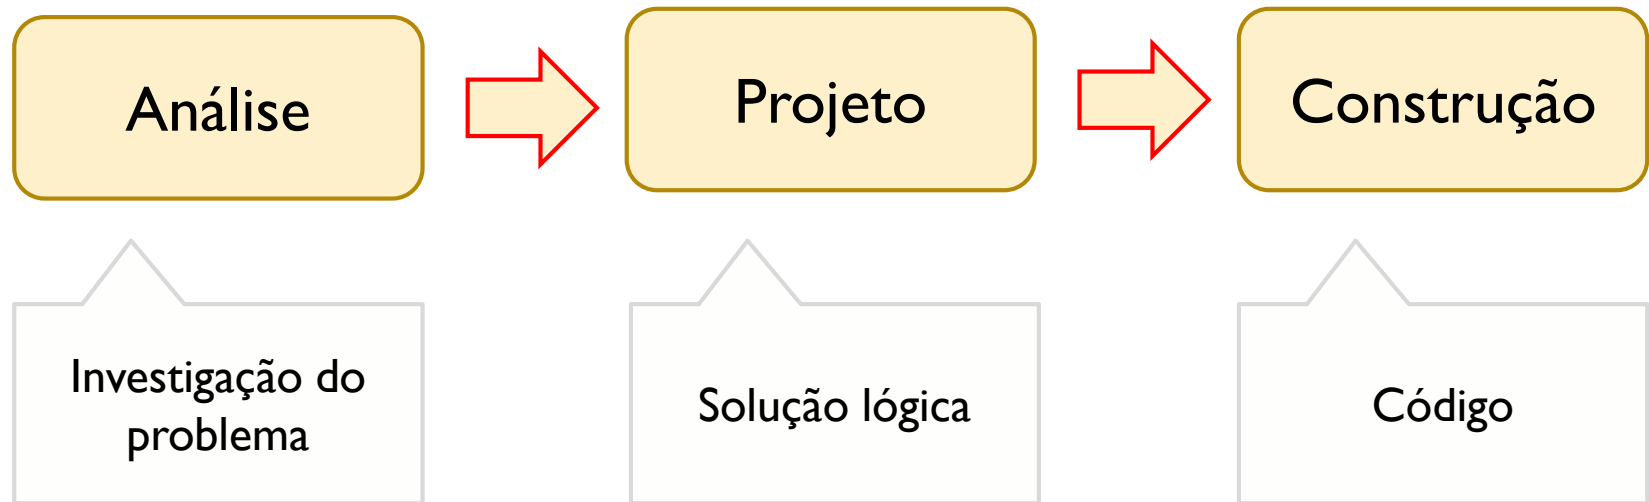 Análise
Projeto
Construção
Investigação do
problema
Solução lógica
Código